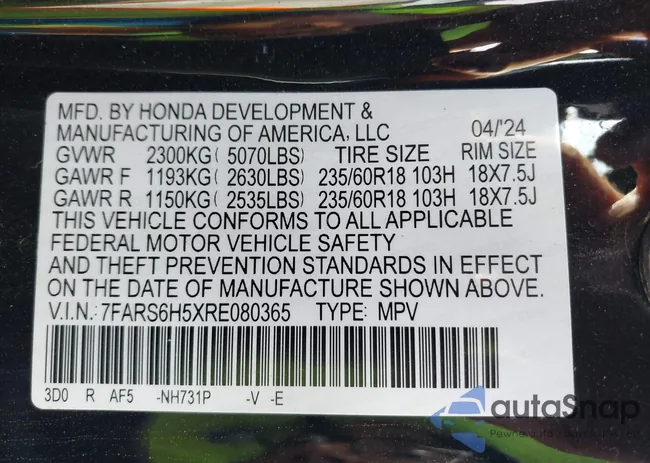 MFD. BY HONDA DEVELOPMENT &
MANUFACTURING OF AMERICA, LLC 04/'24
GVWR 2300KG ( 5070LBS) TIRE SIZE RIM SIZE
GAWR F 1193KG ( 2630LBS) 235/60R18 103H 18X7.5J
GAWR R 1150KG ( 2535LBS) 235/60R18 103H 18X7.5J
THIS VEHICLE CONFORMS TO ALL APPLICABLE
FEDERAL MOTOR VEHICLE SAFETY
AND THEFT PREVENTION STANDARDS IN EFFECT
ON THE DATE OF MANUFACTURE SHOWN ABOVE.
V.I.N.: 7FARS6H5XRE080365 TYPE: MPV
3D0 R AF5 -NH731P -V -E
autoSnap